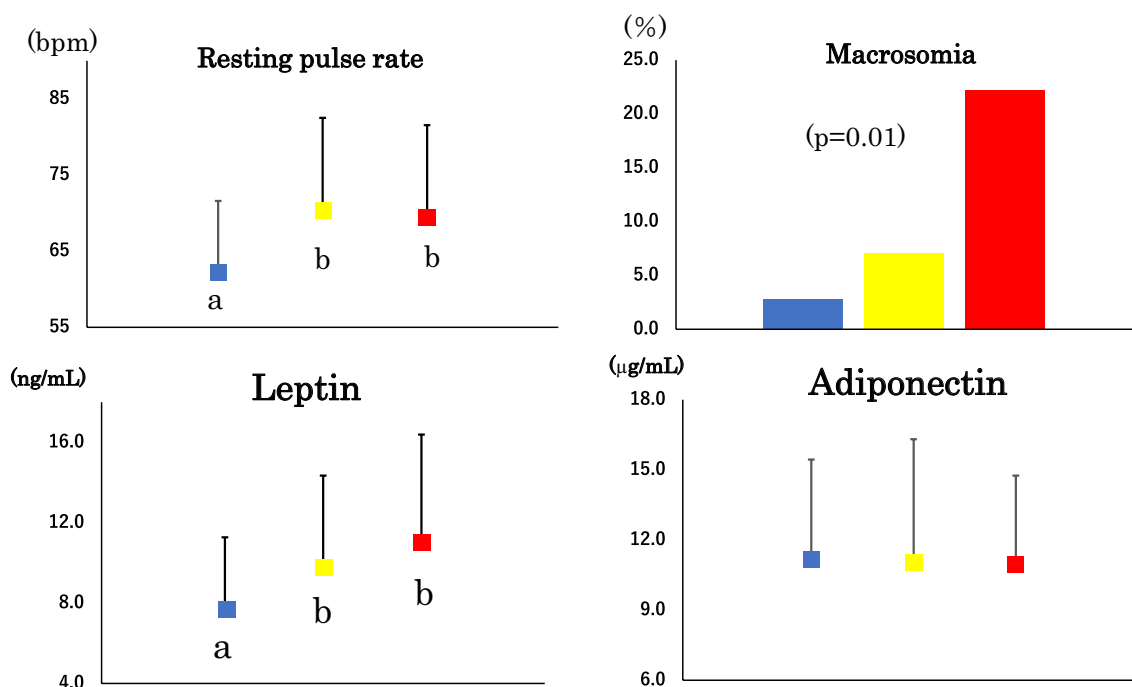 (bpm)
Resting pulse rate
85
75
65
55
a
b
b
(%)
Macrosomia
25.0
20.0
15.0
10.0
5.0
0.0
(p=0.01)
(ng/mL)
Leptin
16.0
12.0
8.0
4.0
a
b
b
(μg/mL)
Adiponectin
18.0
15.0
12.0
9.0
6.0